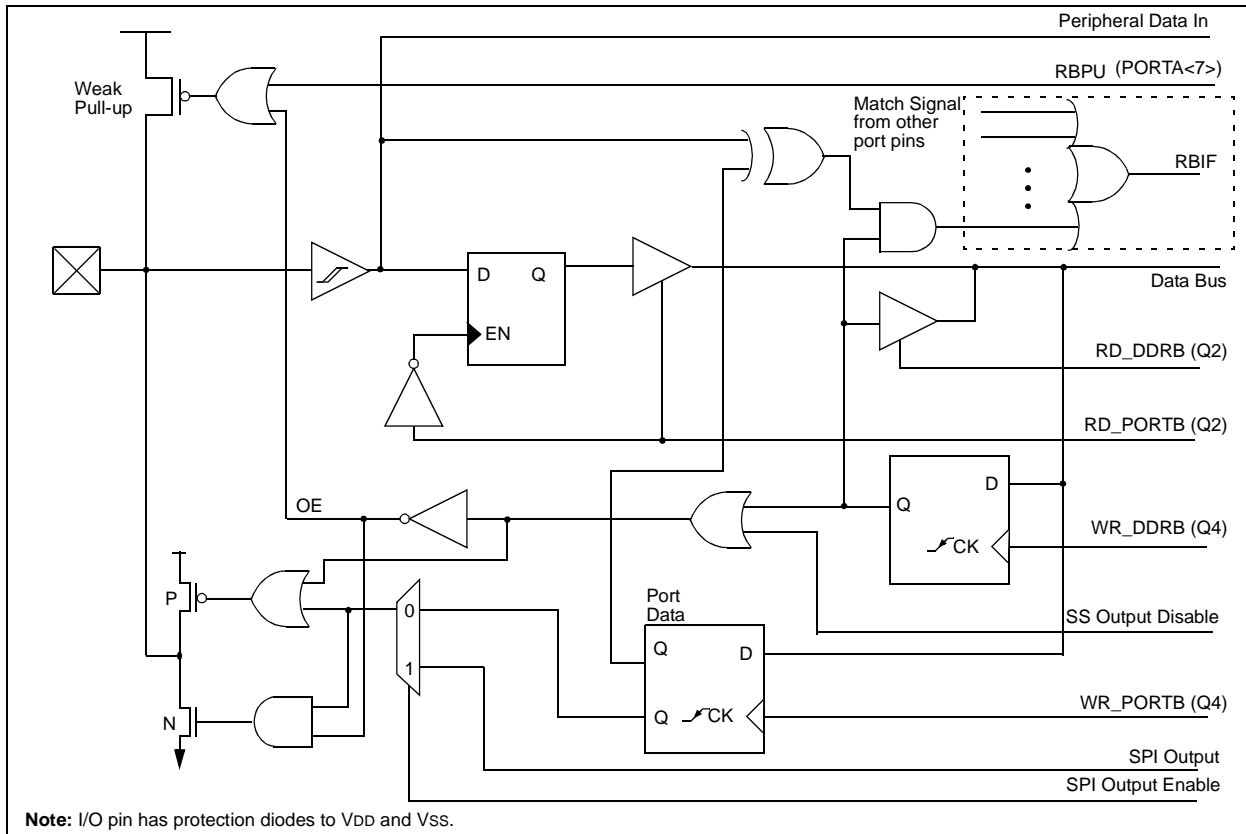 Peripheral Data In
RBPU (PORTA<7>)
Weak
Pull-up
Match Signal
from other
port pins
RBIF
D
Q
EN
Data Bus
RD_DDRB (Q2)
RD_PORTB (Q2)
OE
D
Q
CK
WR_DDRB (Q4)
P
0
1
Port
Data
SS Output Disable
Q
D
N
Q
CK
WR_PORTB (Q4)
SPI Output
SPI Output Enable
Note: I/O pin has protection diodes to VDD and VSS.